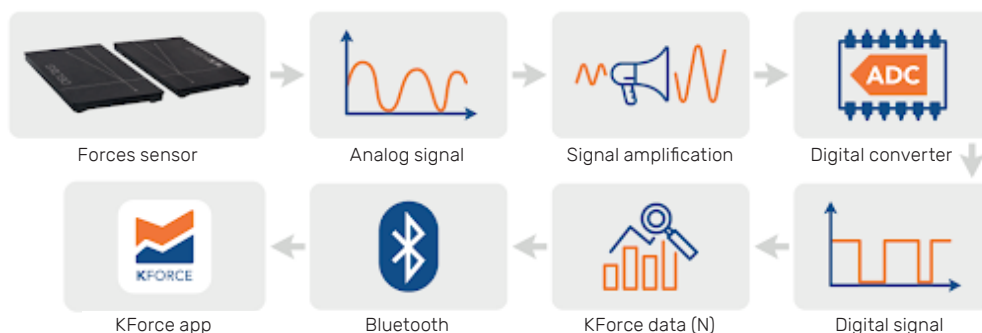 ADC
Forces sensor
Analog signal
Signal amplification
Digital converter
KFORCE
KForce app
Bluetooth
KForce data (N)
Digital signal